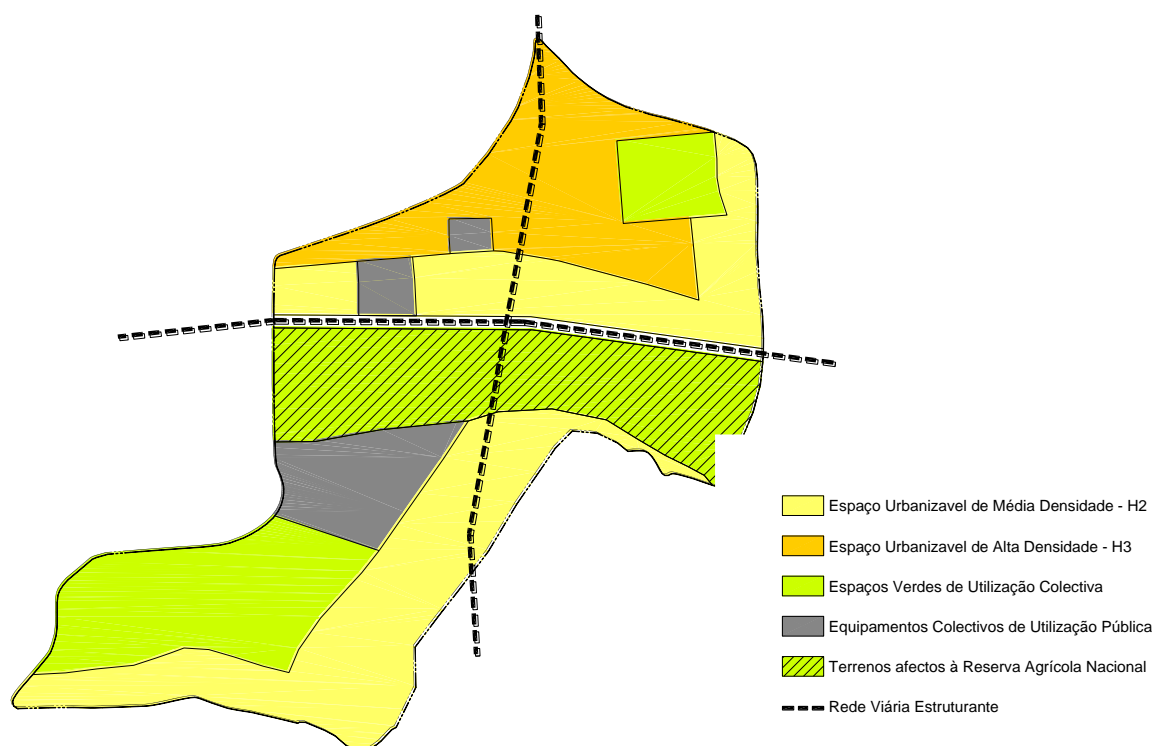 Espaço Urbanizavel de Média Densidade - H2
Espaço Urbanizavel de Alta Densidade - H3
Espaços Verdes de Utilização Colectiva
Equipamentos Colectivos de Utilização Pública
Terrenos afectos à Reserva Agrícola Nacional
Rede Viária Estruturante